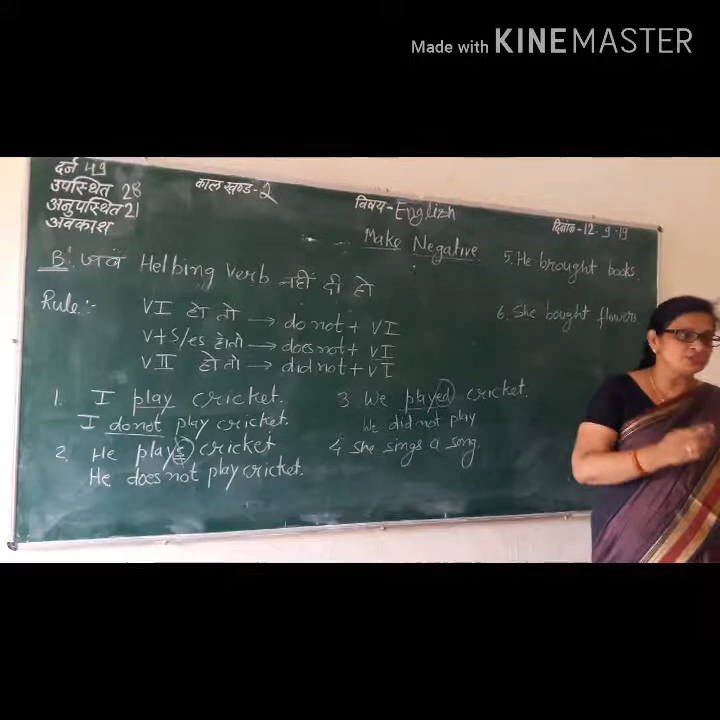 Made with KINEMASTER
दर्ज 49
उपस्थित 28
अनुपस्थित 21
अवकाश
काल खण्ड-2
विषय- English
दिनांक-12.9.19
Make Negative
B. जब Helbing verb नहीं दी हो
Rule:-
VI हो तो → do not + VI
V+S/es हो तो → does not + VI
VII हो तो → did not + VI
1. I play cricket.
I do not play cricket.
2. He plays cricket
He does not play cricket.
3 We played cricket.
We did not play
4 She sings a song.
5. He brought books.
6. She bought flowers.